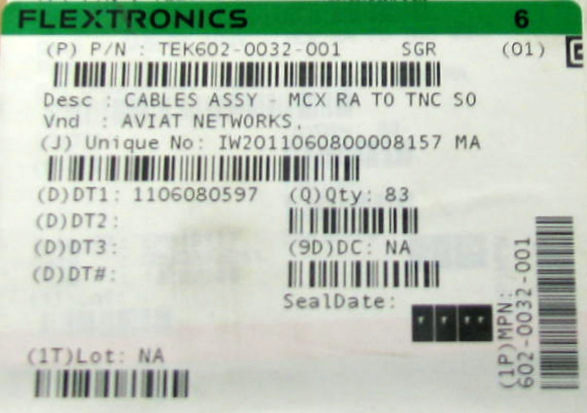 FLEXTRONICS 6
(P) P/N : TEK602-0032-001 SGR (01)
Desc : CABLES ASSY - MCX RA TO TNC SO
Vnd : AVIAT NETWORKS,
(J) Unique No: IW2011060800008157 MA
(D)DT1: 1106080597 (Q)Qty: 83
(D)DT2:
(D)DT3: (9D)DC: NA
(D)DT#:
SealDate:
(1T)Lot: NA
(1P)MPN:
602-0032-001